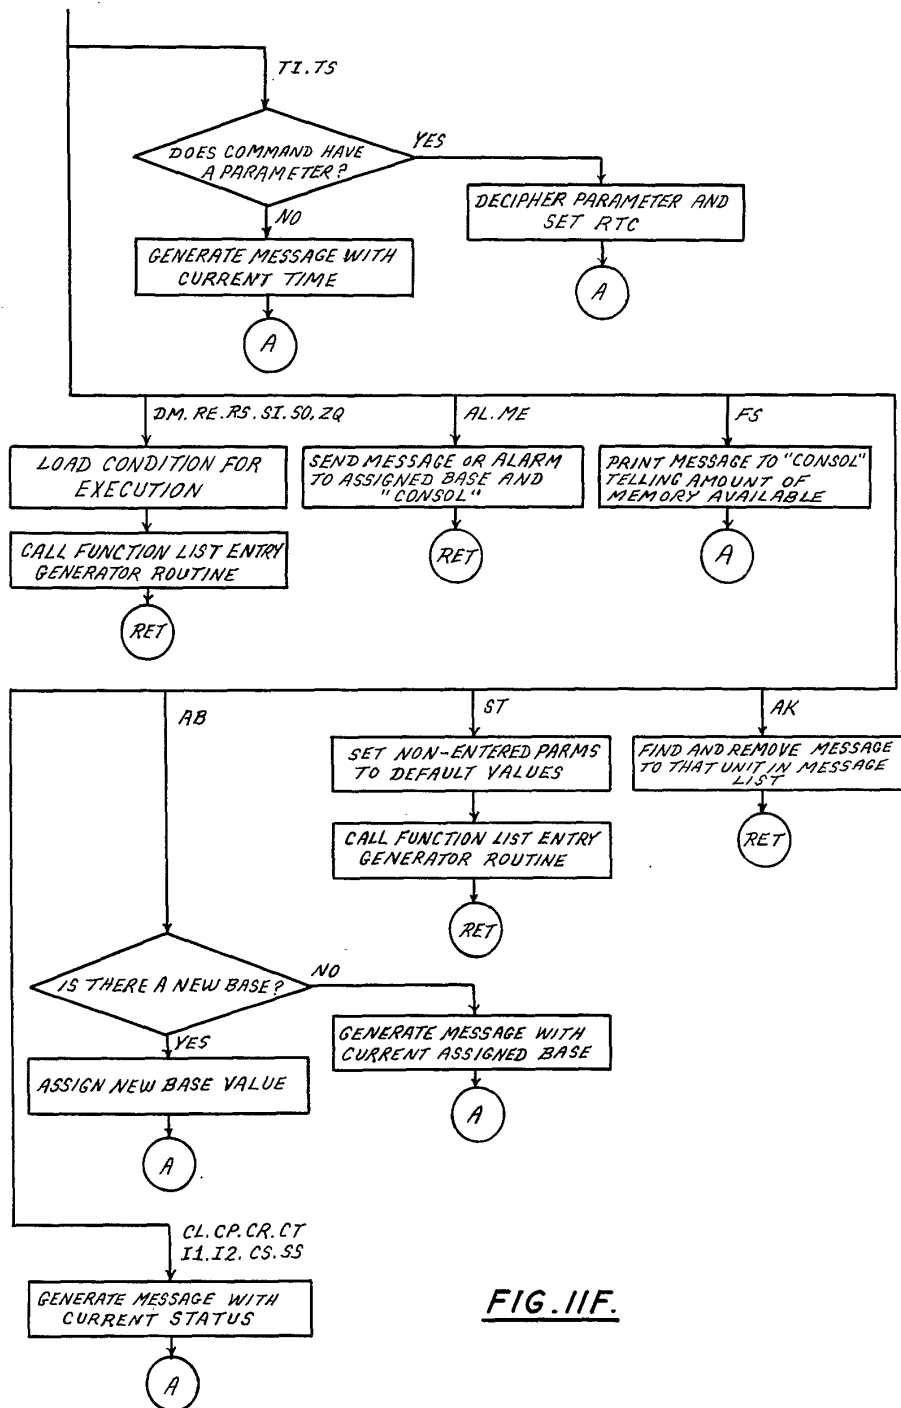 TI.TS
DOES COMMAND HAVE
A PARAMETER?
YES
NO
DECIPHER PARAMETER AND
SET RTC
A
GENERATE MESSAGE WITH
CURRENT TIME
A
DM. RE. RS. SI. SO, ZQ
LOAD CONDITION FOR
EXECUTION
CALL FUNCTION LIST ENTRY
GENERATOR ROUTINE
RET
AL. ME
SEND MESSAGE OR ALARM
TO ASSIGNED BASE AND
"CONSOL"
RET
FS
PRINT MESSAGE TO "CONSOL"
TELLING AMOUNT OF
MEMORY AVAILABLE
A
AB
ST
SET NON-ENTERED PARMS
TO DEFAULT VALUES
CALL FUNCTION LIST ENTRY
GENERATOR ROUTINE
RET
AK
FIND AND REMOVE MESSAGE
TO THAT UNIT IN MESSAGE
LIST
RET
IS THERE A NEW BASE?
NO
YES
GENERATE MESSAGE WITH
CURRENT ASSIGNED BASE
A
ASSIGN NEW BASE VALUE
A
CL. CP. CR. CT
I1. I2. CS. SS
GENERATE MESSAGE WITH
CURRENT STATUS
A
FIG. 11F.